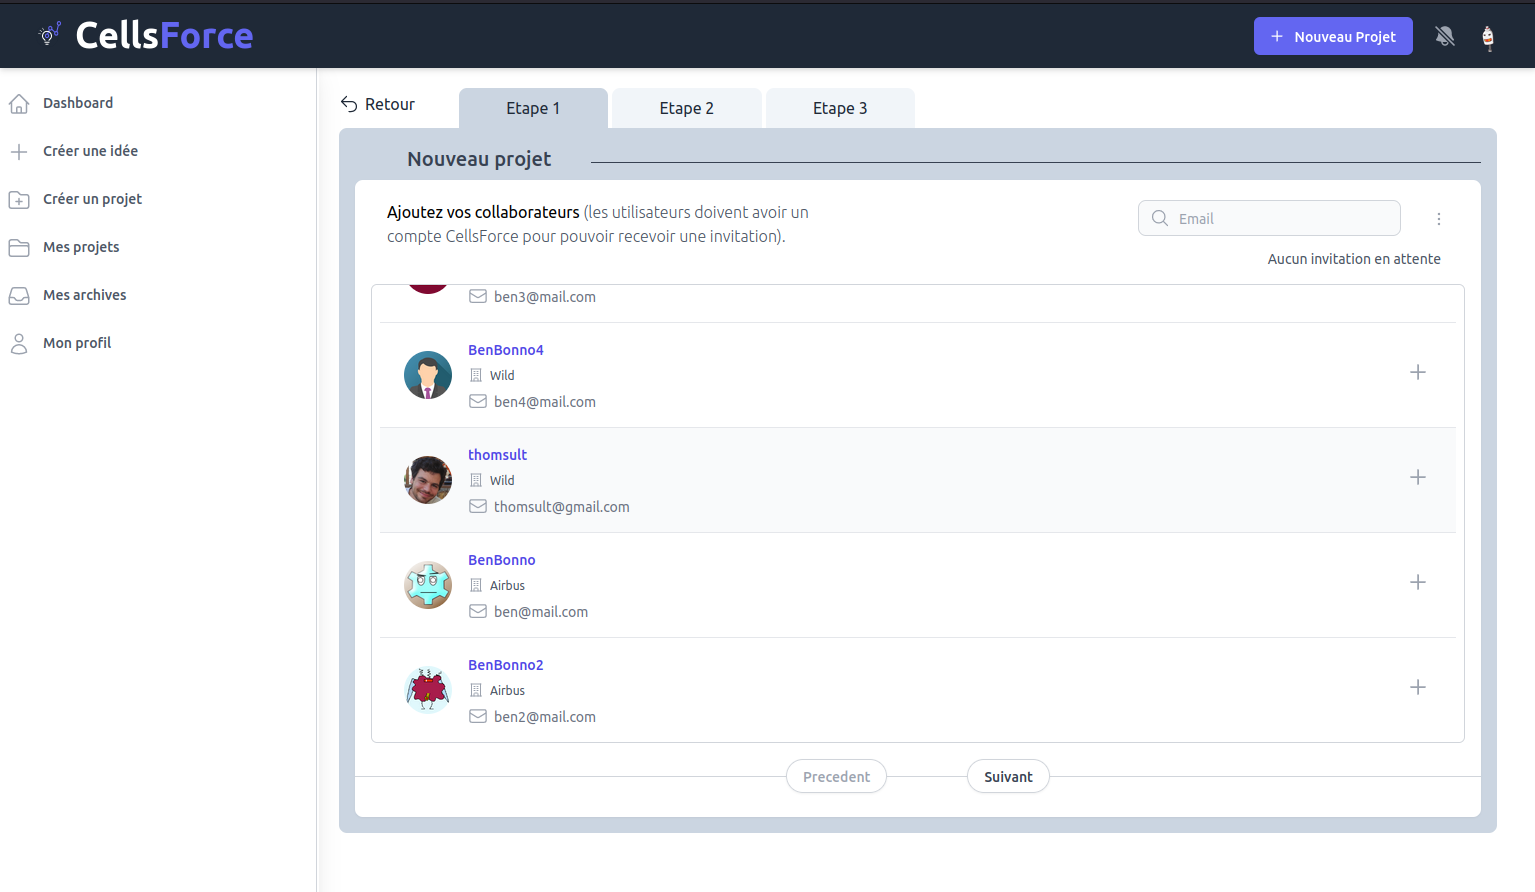 CellsForce
Nouveau Projet
Dashboard
Créer une idée
Créer un projet
Mes projets
Mes archives
Mon profil
Retour
Etape 1
Etape 2
Etape 3
Nouveau projet
Ajoutez vos collaborateurs (les utilisateurs doivent avoir un
compte CellsForce pour pouvoir recevoir une invitation).
Email
Aucun invitation en attente
ben3@mail.com
BenBonno4
Wild
ben4@mail.com
thomsult
Wild
thomsult@gmail.com
BenBonno
Airbus
ben@mail.com
BenBonno2
Airbus
ben2@mail.com
Precedent
Suivant